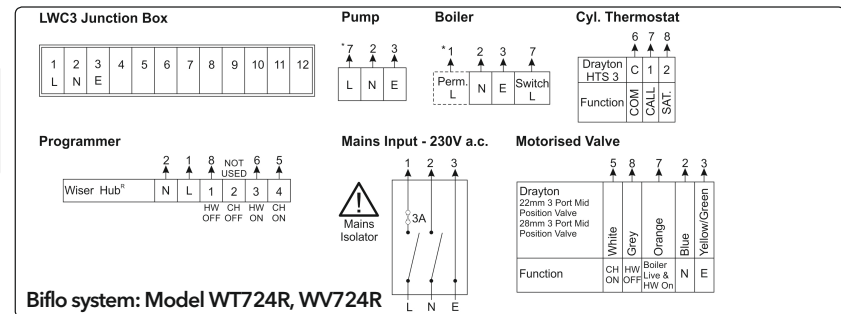 LWC3 Junction Box
1 2 3 4 5 6 7 8 9 10 11 12
L N E
Pump
*7 2 3
L N E
Boiler
*1 2 3 7
Perm. L N E Switch L
Cyl. Thermostat
6 7 8
Drayton HTS 3 C 1 2
Function COM CALL SAT.
Programmer
2 1 8 NOT USED 6 5
Wiser Hubᴿ N L 1 2 3 4
HW OFF CH OFF HW ON CH ON
Mains Input - 230V a.c.
1 2 3
3A
Mains
Isolator
L N E
Motorised Valve
5 8 7 2 3
Drayton
22mm 3 Port Mid
Position Valve
28mm 3 Port Mid
Position Valve
White Grey Orange Blue Yellow/Green
Function CH ON HW OFF Boiler Live & HW On N E
Biflo system: Model WT724R, WV724R